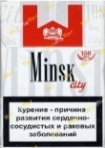 Minsk
city
Курение - причина
развития сердечно-
сосудистых и раковых
заболеваний